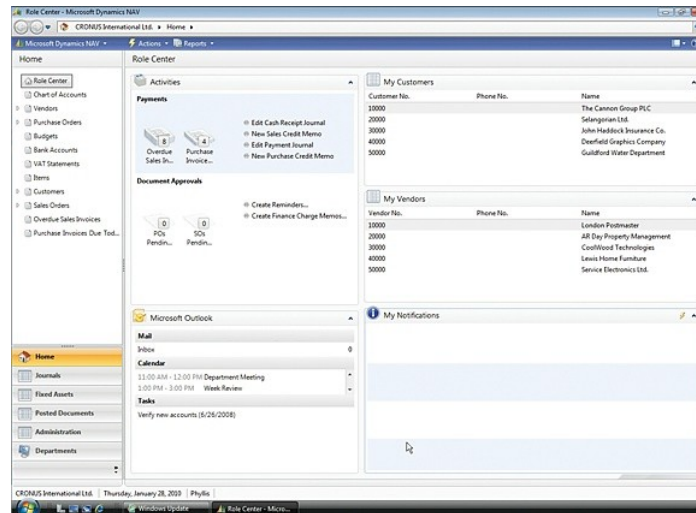 Role Center - Microsoft Dynamics NAV
CRONUS International Ltd. Home
Microsoft Dynamics NAV Actions Reports
Home
Role Center
Chart of Accounts
Vendors
Purchase Orders
Budgets
Bank Accounts
VAT Statements
Items
Customers
Sales Orders
Overdue Sales Invoices
Purchase Invoices Due Tod...
Home
Journals
Fixed Assets
Posted Documents
Administration
Departments
Role Center
Activities
Payments
8
Overdue
Sales In...
4
Purchase
Invoice...
Edit Cash Receipt Journal
New Sales Credit Memo
Edit Payment Journal
New Purchase Credit Memo
Document Approvals
0
POs
Pendin...
0
SOs
Pendin...
Create Reminders...
Create Finance Charge Memos...
Microsoft Outlook
Mail
Inbox 0
Calendar
11:00 AM - 12:00 PM Department Meeting
1:00 PM - 3:00 PM Week Review
Tasks
Verify new accounts (6/26/2008)
My Customers
Customer No. Phone No. Name
10000 The Cannon Group PLC
20000 Selangorian Ltd.
30000 John Haddock Insurance Co.
40000 Deerfield Graphics Company
50000 Guildford Water Department
My Vendors
Vendor No. Phone No. Name
10000 London Postmaster
20000 AR Day Property Management
30000 CoolWood Technologies
40000 Lewis Home Furniture
50000 Service Electronics Ltd.
My Notifications
CRONUS International Ltd. Thursday, January 28, 2010 Phyllis
Windows Update Role Center - Micro...